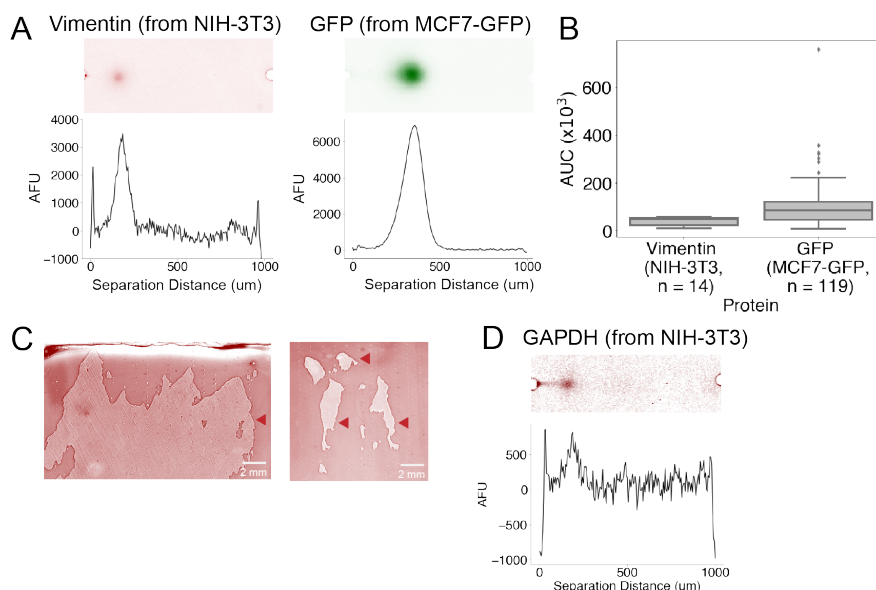 A
Vimentin (from NIH-3T3)
GFP (from MCF7-GFP)
4000
3000
2000
1000
0
−1000
AFU
0
500
1000
Separation Distance (um)
6000
4000
2000
0
AFU
0
500
1000
Separation Distance (um)
B
600
400
200
0
AUC (x10³)
Vimentin
(NIH-3T3,
n = 14)
GFP
(MCF7-GFP,
n = 119)
Protein
C
2 mm
2 mm
D
GAPDH (from NIH-3T3)
500
0
−500
−1000
AFU
0
500
1000
Separation Distance (um)